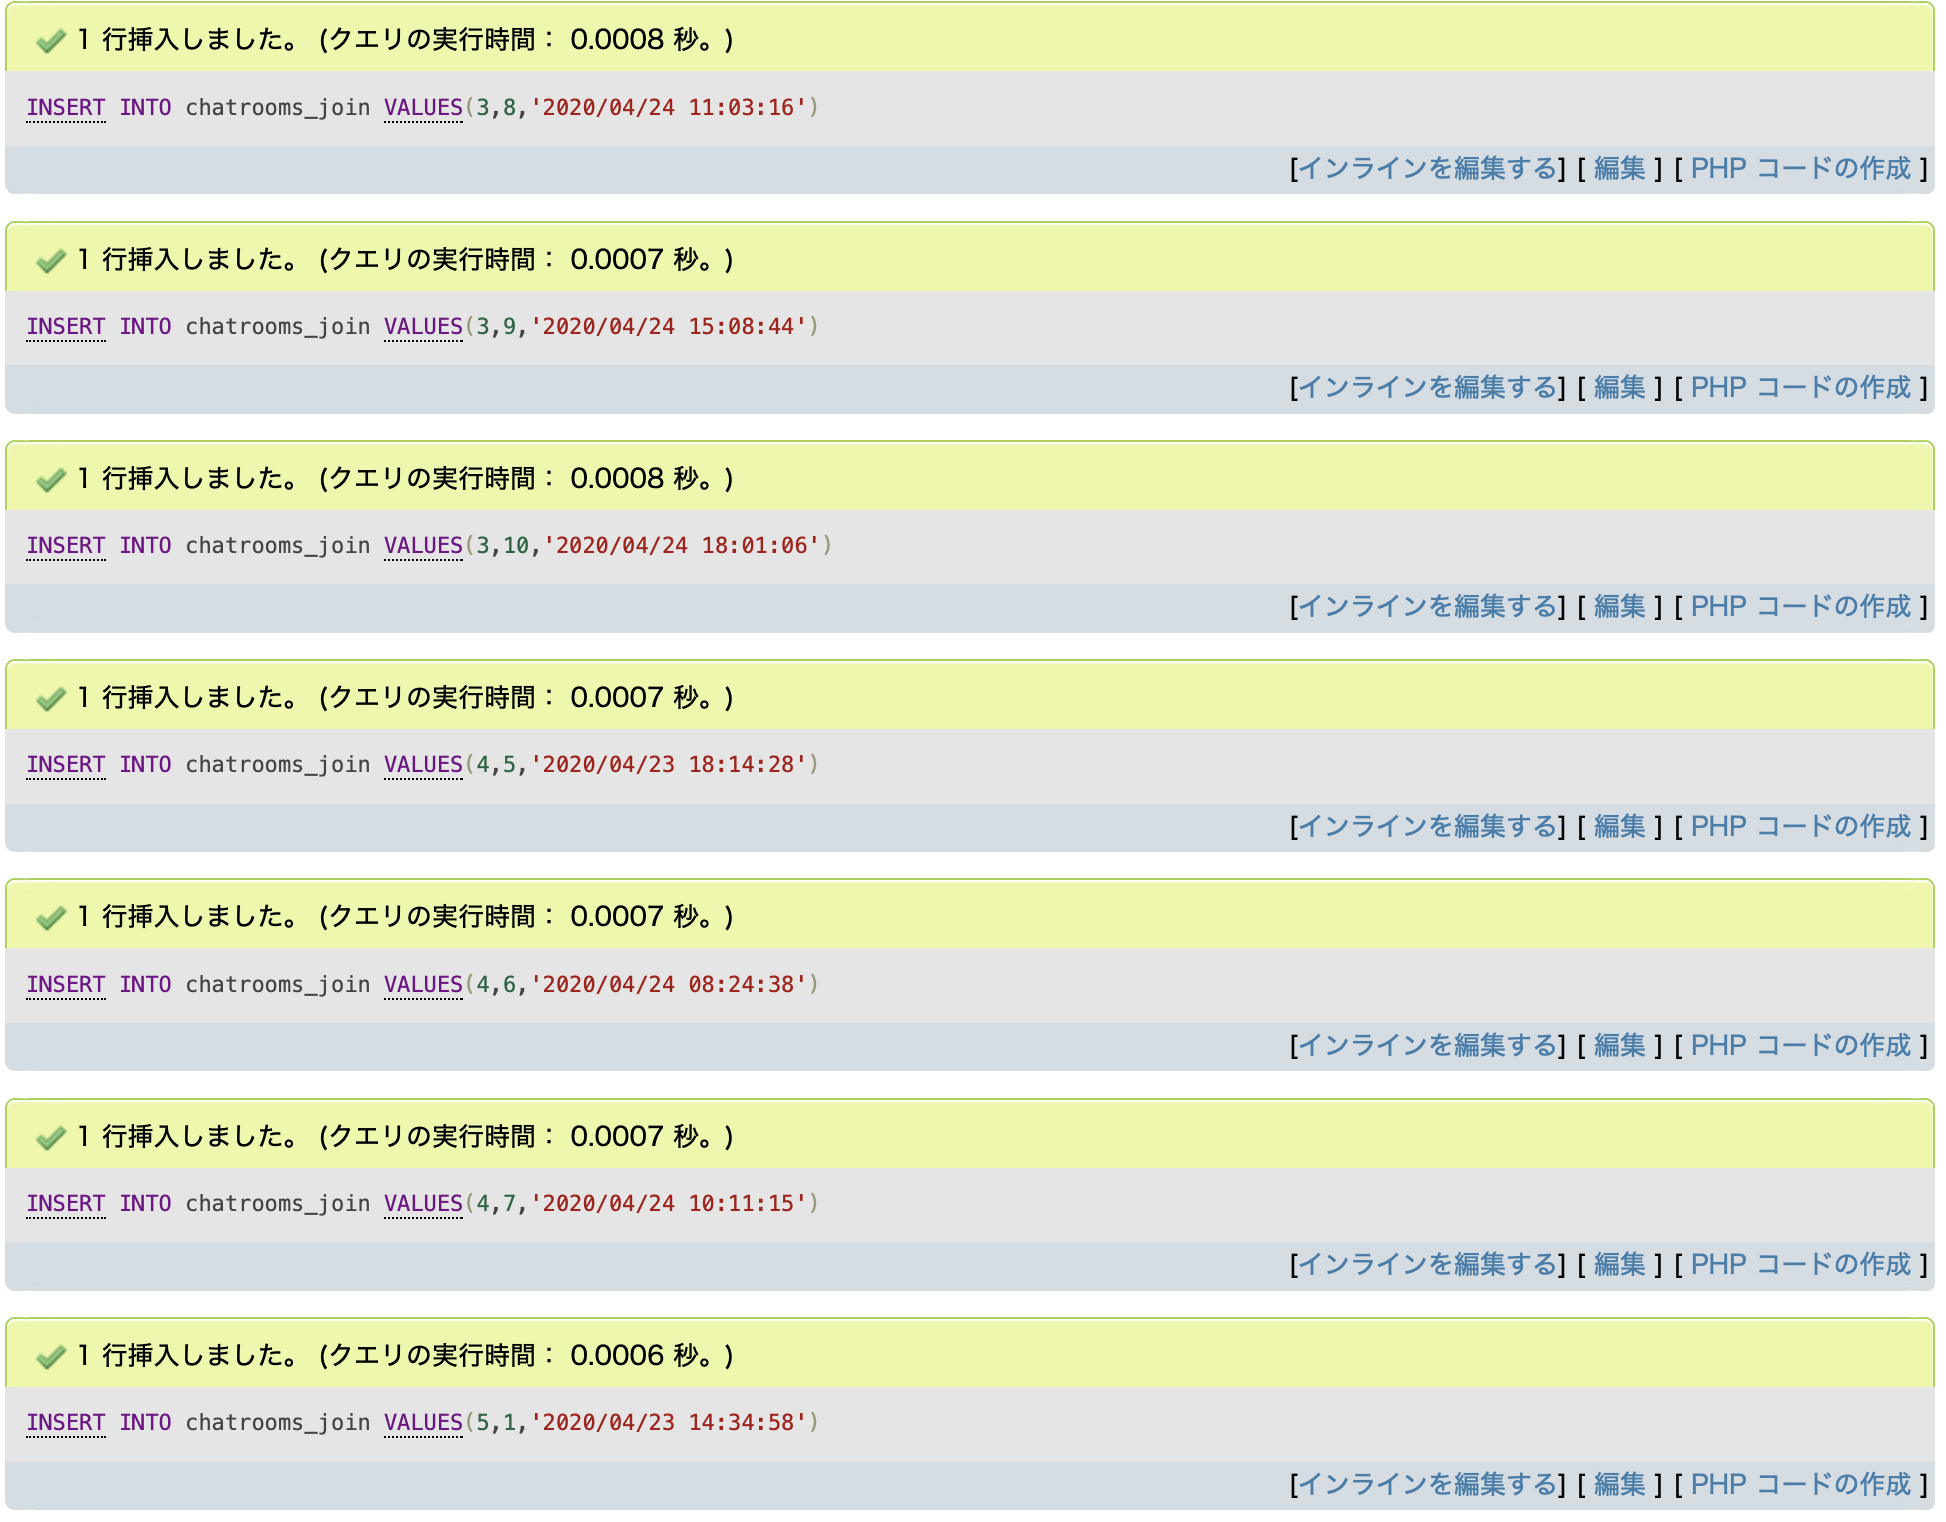 1 行挿入しました。 (クエリの実行時間： 0.0008 秒。)
INSERT INTO chatrooms_join VALUES(3,8,'2020/04/24 11:03:16')
[インラインを編集する] [ 編集 ] [ PHP コードの作成 ]
1 行挿入しました。 (クエリの実行時間： 0.0007 秒。)
INSERT INTO chatrooms_join VALUES(3,9,'2020/04/24 15:08:44')
[インラインを編集する] [ 編集 ] [ PHP コードの作成 ]
1 行挿入しました。 (クエリの実行時間： 0.0008 秒。)
INSERT INTO chatrooms_join VALUES(3,10,'2020/04/24 18:01:06')
[インラインを編集する] [ 編集 ] [ PHP コードの作成 ]
1 行挿入しました。 (クエリの実行時間： 0.0007 秒。)
INSERT INTO chatrooms_join VALUES(4,5,'2020/04/23 18:14:28')
[インラインを編集する] [ 編集 ] [ PHP コードの作成 ]
1 行挿入しました。 (クエリの実行時間： 0.0007 秒。)
INSERT INTO chatrooms_join VALUES(4,6,'2020/04/24 08:24:38')
[インラインを編集する] [ 編集 ] [ PHP コードの作成 ]
1 行挿入しました。 (クエリの実行時間： 0.0007 秒。)
INSERT INTO chatrooms_join VALUES(4,7,'2020/04/24 10:11:15')
[インラインを編集する] [ 編集 ] [ PHP コードの作成 ]
1 行挿入しました。 (クエリの実行時間： 0.0006 秒。)
INSERT INTO chatrooms_join VALUES(5,1,'2020/04/23 14:34:58')
[インラインを編集する] [ 編集 ] [ PHP コードの作成 ]